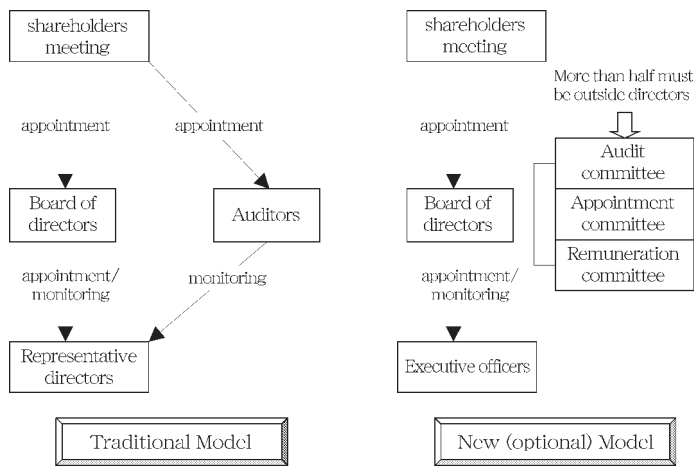 shareholders
meeting
appointment
appointment
Board of
directors
Auditors
appointment/
monitoring
monitoring
Representative
directors
Traditional Model
shareholders
meeting
More than half must
be outside directors
appointment
Audit
committee
Board of
directors
Appointment
committee
Remuneration
committee
appointment/
monitoring
Executive officers
New (optional) Model